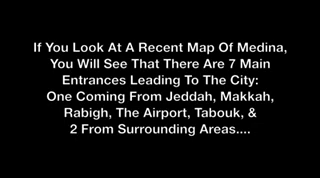 If You Look At A Recent Map Of Medina,
You Will See That There Are 7 Main
Entrances Leading To The City:
One Coming From Jeddah, Makkah,
Rabigh, The Airport, Tabouk, &
2 From Surrounding Areas....